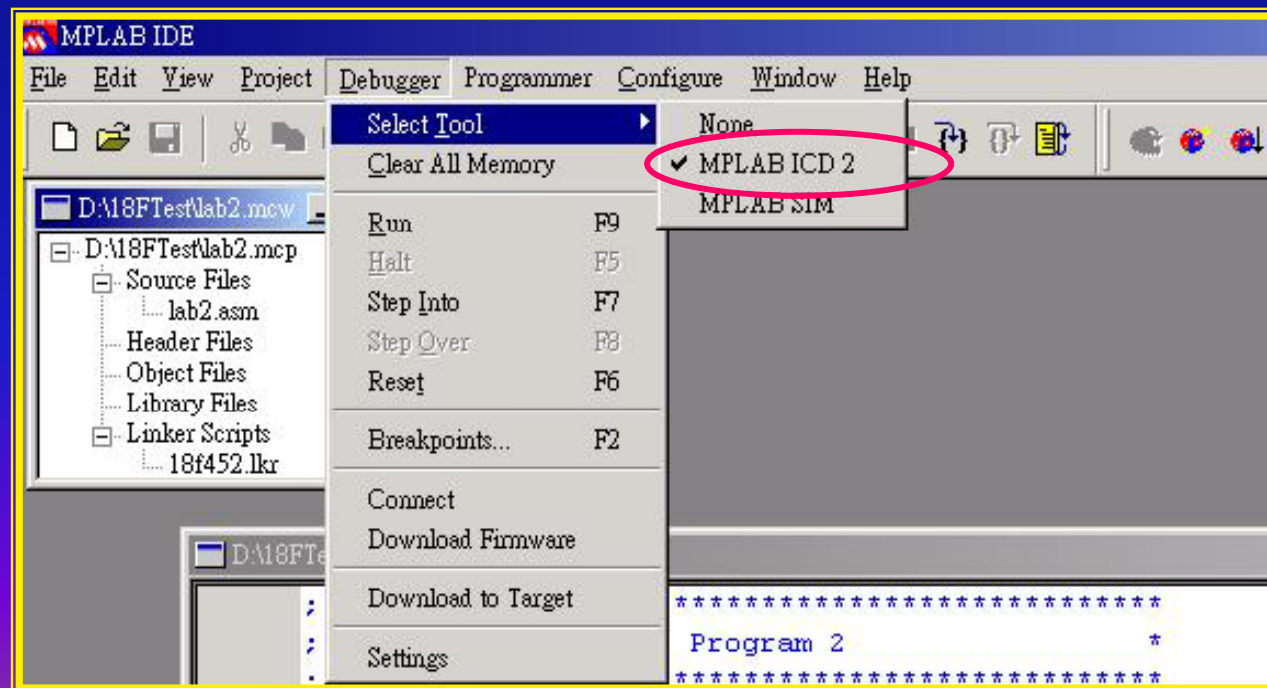 MPLAB IDE
File Edit View Project Debugger Programmer Configure Window Help
Select Tool
None
Clear All Memory
MPLAB ICD 2
MPLAB SIM
Run F9
Halt F5
Step Into F7
Step Over F8
Reset F6
Breakpoints... F2
Connect
Download Firmware
Download to Target
Settings
D:\18FTest\lab2.mcw
D:\18FTest\lab2.mcp
Source Files
lab2.asm
Header Files
Object Files
Library Files
Linker Scripts
18f452.lkr
D:\18FTe
; ****************************
; Program 2 *
; ****************************